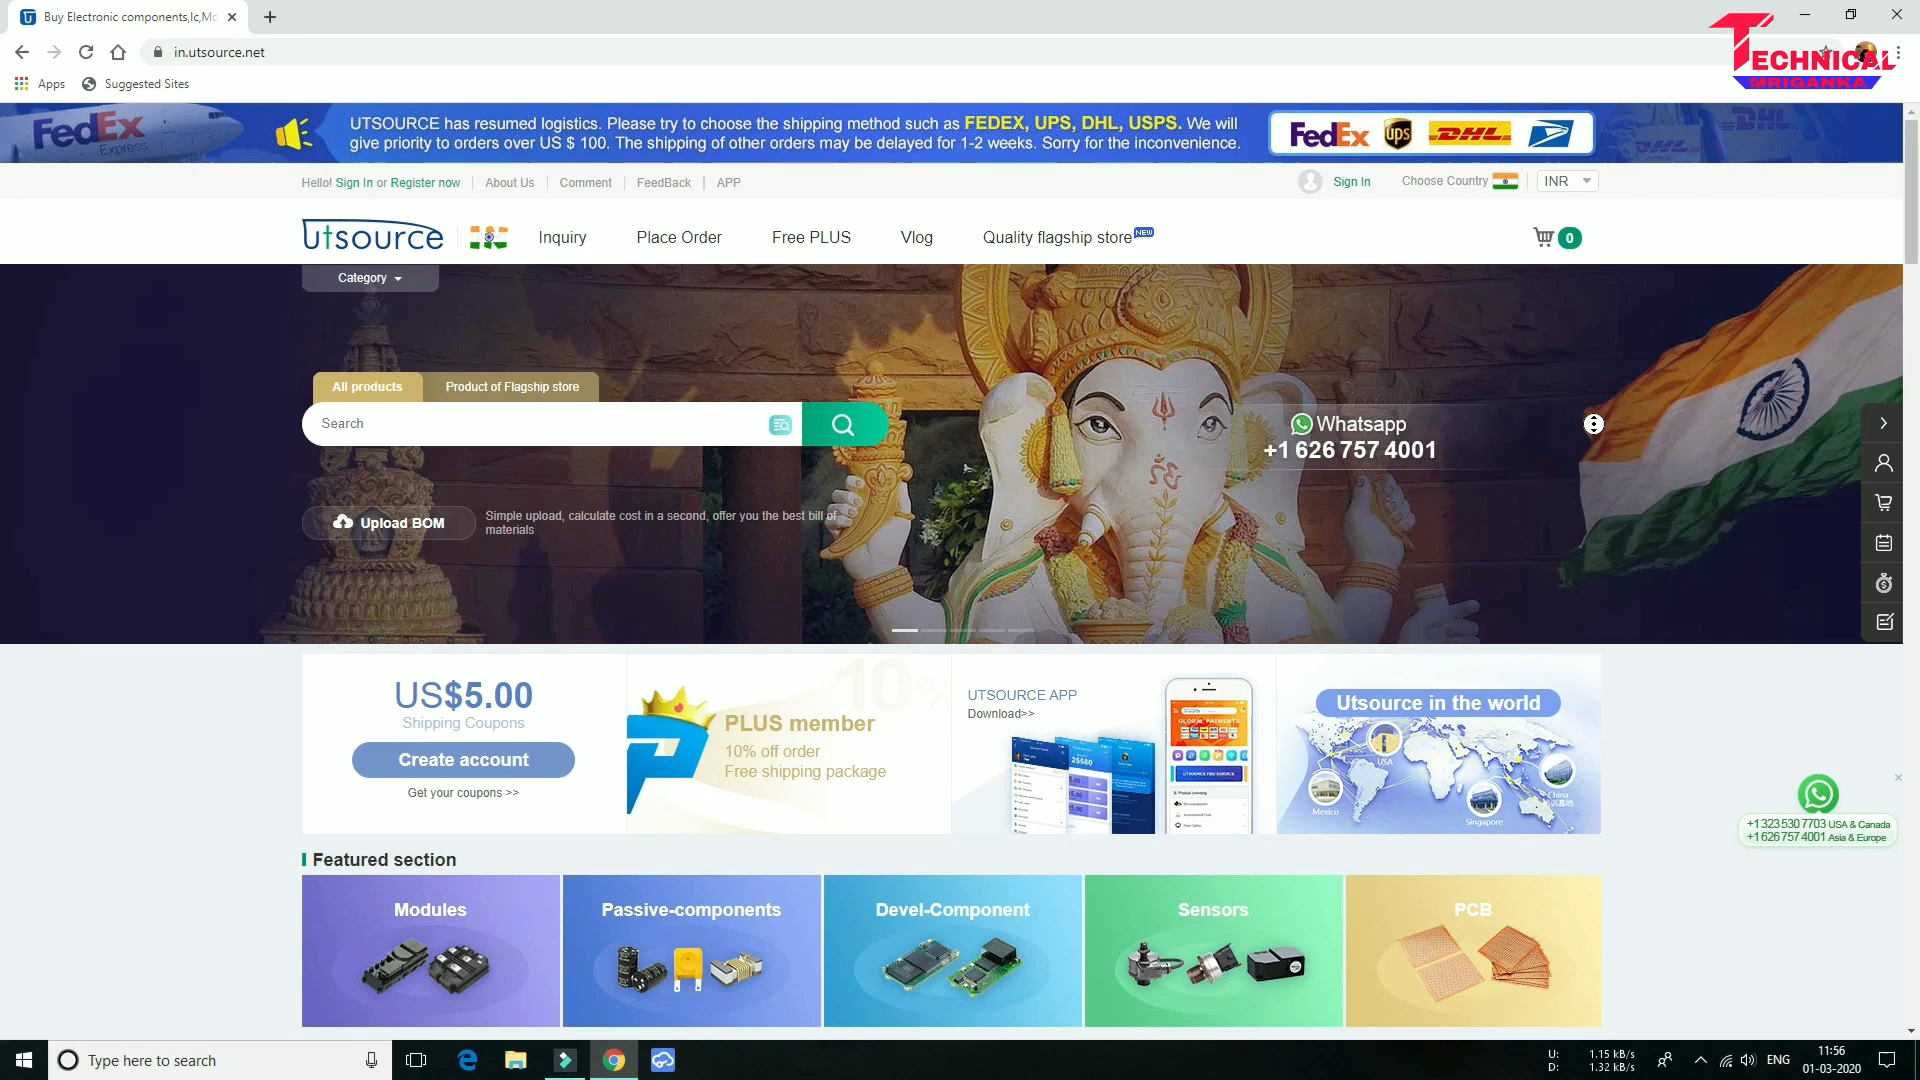 Buy Electronic components,Ic,Mo
TECHNICAL
MRIGANKA
in.utsource.net
Apps
Suggested Sites
FedEx
Express
UTSOURCE has resumed logistics. Please try to choose the shipping method such as FEDEX, UPS, DHL, USPS. We will
give priority to orders over US $ 100. The shipping of other orders may be delayed for 1-2 weeks. Sorry for the inconvenience.
FedEx ups DHL
DHL
DHL
Hello! Sign In or Register now
About Us
Comment
FeedBack
APP
Sign In
Choose Country
INR
utsource
Inquiry
Place Order
Free PLUS
Vlog
Quality flagship store NEW
0
Category
All products
Product of Flagship store
Search
Whatsapp
+1 626 757 4001
Upload BOM
Simple upload, calculate cost in a second, offer you the best bill of
materials
US$5.00
Shipping Coupons
Create account
Get your coupons >>
10%
PLUS member
10% off order
Free shipping package
UTSOURCE APP
Download>>
GLOBAL PAYMENTS
25680
Utsource in the world
USA
Mexico
Singapore
China
+1 323 530 7703 USA & Canada
+1 626 757 4001 Asia & Europe
Featured section
Modules
Passive-components
Devel-Component
Sensors
PCB
Type here to search
U: 1.15 kB/s
D: 1.32 kB/s
ENG
11:56
01-03-2020